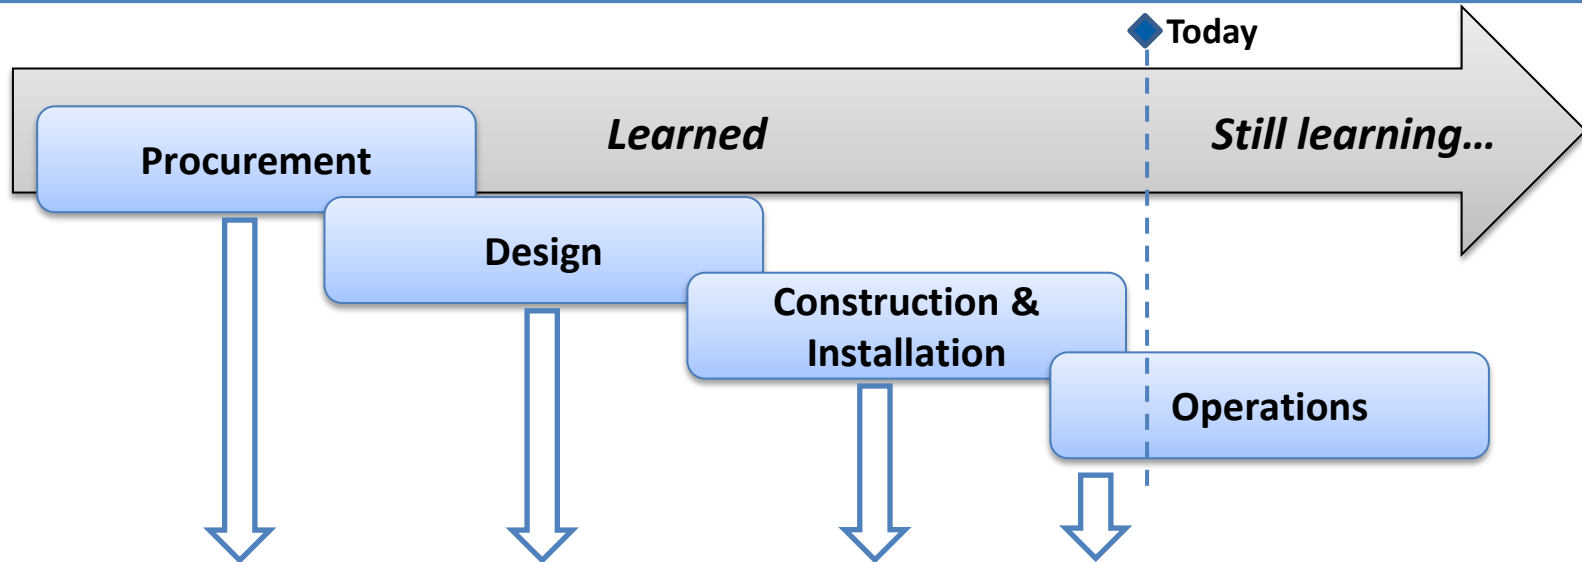 Today
Learned
Still learning...
Procurement
Design
Construction &
Installation
Operations